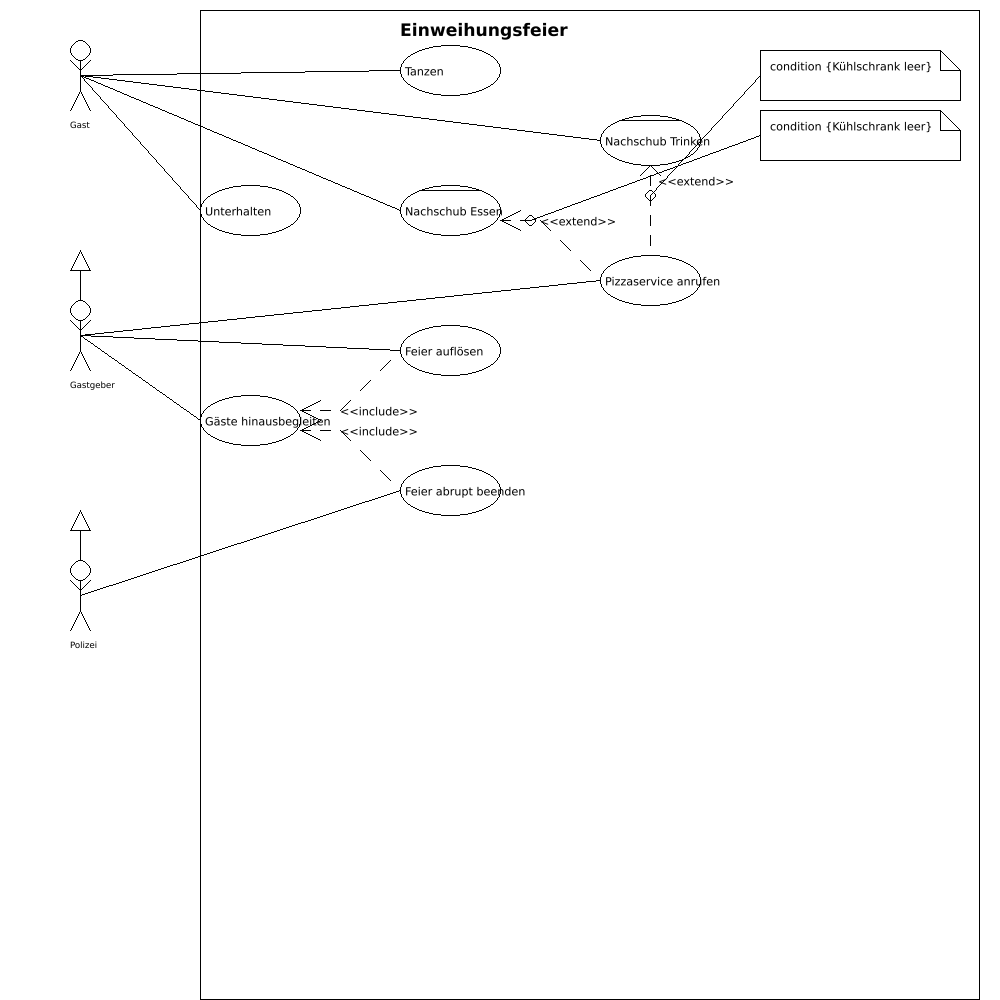 Einweihungsfeier
Tanzen
condition {Kühlschrank leer}
Gast
condition {Kühlschrank leer}
Nachschub Trinken
<<extend>>
Unterhalten
Nachschub Essen
<<extend>>
Pizzaservice anrufen
Feier auflösen
Gastgeber
<<include>>
Gäste hinausbegleiten
<<include>>
Feier abrupt beenden
Polizei